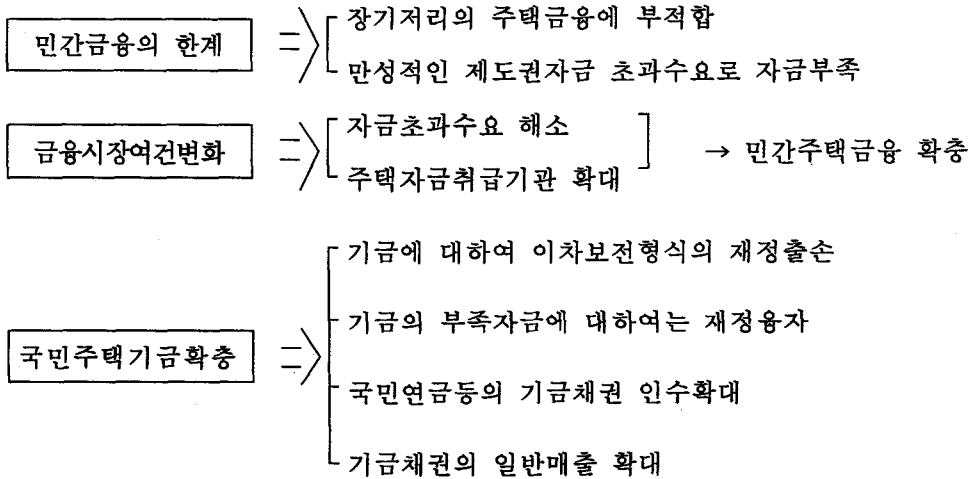 장기저리의 주택금융에 부적합
민간금융의 한계
만성적인 제도권자금 초과수요로 자금부족
자금초과수요 해소
금융시장여건변화
→ 민간주택금융 확충
주택자금취급기관 확대
기금에 대하여 이차보전형식의 재정출손
기금의 부족자금에 대하여는 재정융자
국민주택기금확충
국민연금등의 기금채권 인수확대
기금채권의 일반매출 확대